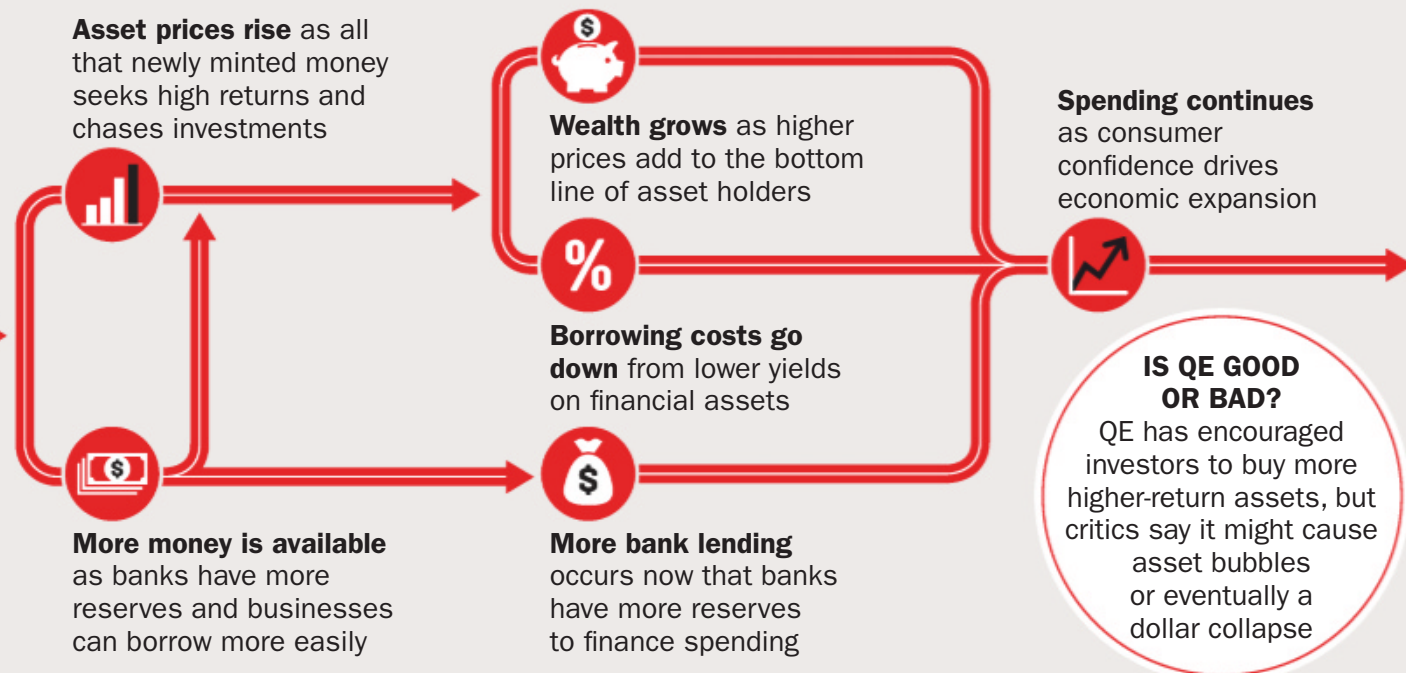 Asset prices rise as all
that newly minted money
seeks high returns and
chases investments
$
Wealth grows as higher
prices add to the bottom
line of asset holders
Spending continues
as consumer
confidence drives
economic expansion
%
Borrowing costs go
down from lower yields
on financial assets
$
More money is available
as banks have more
reserves and businesses
can borrow more easily
$
More bank lending
occurs now that banks
have more reserves
to finance spending
IS QE GOOD
OR BAD?
QE has encouraged
investors to buy more
higher-return assets, but
critics say it might cause
asset bubbles
or eventually a
dollar collapse